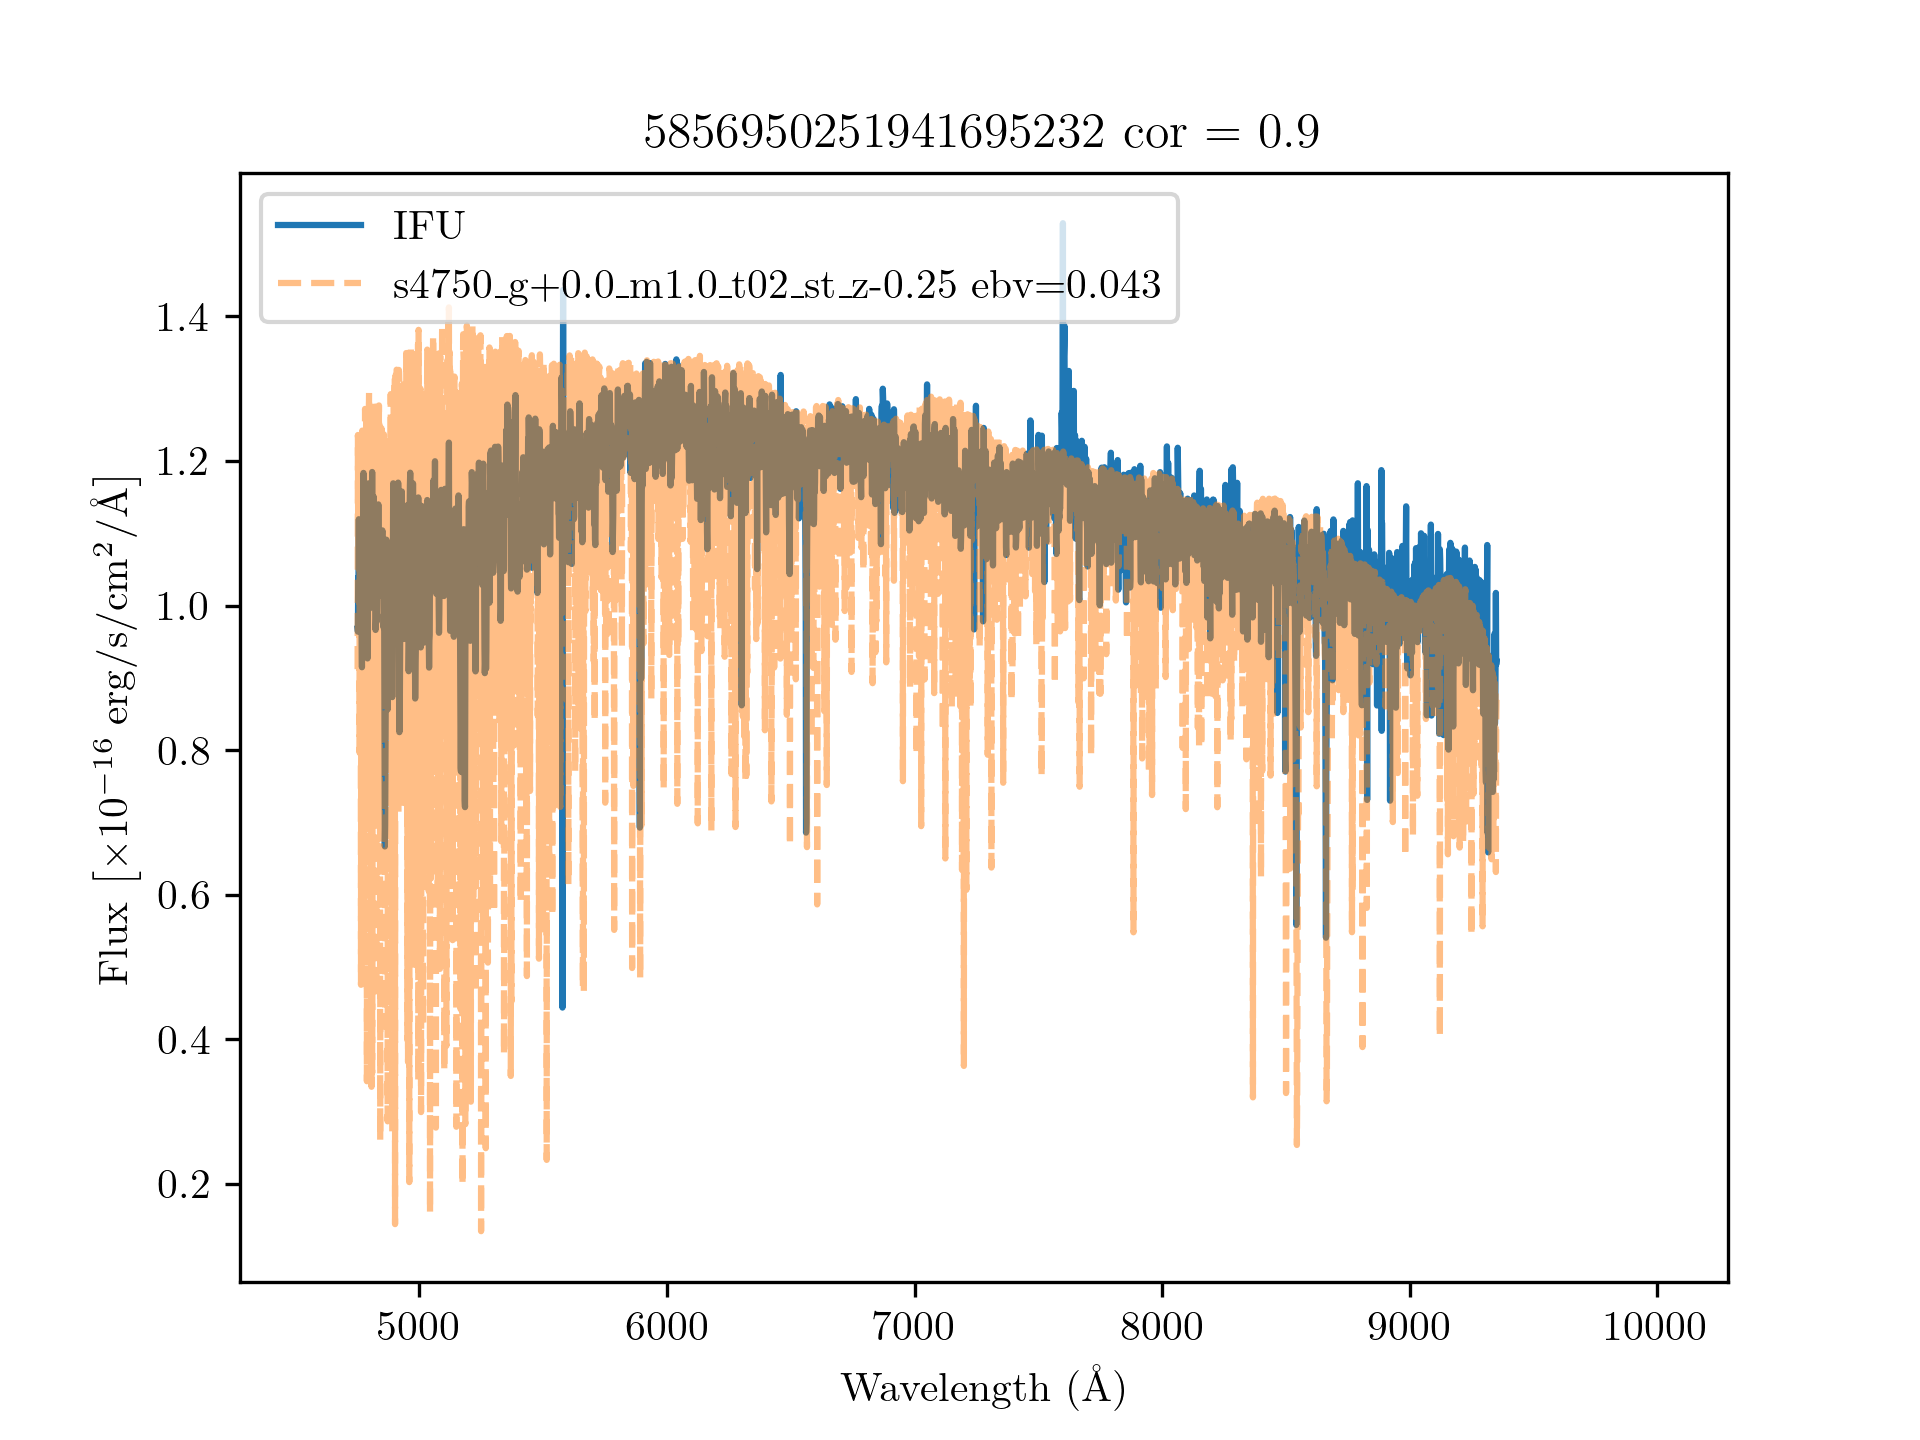 5856950251941695232 cor = 0.9
IFU
s4750_g+0.0_m1.0_t02_st_z-0.25 ebv=0.043
Flux [×10⁻¹⁶ erg/s/cm²/Å]
1.4
1.2
1.0
0.8
0.6
0.4
0.2
5000 6000 7000 8000 9000 10000
Wavelength (Å)